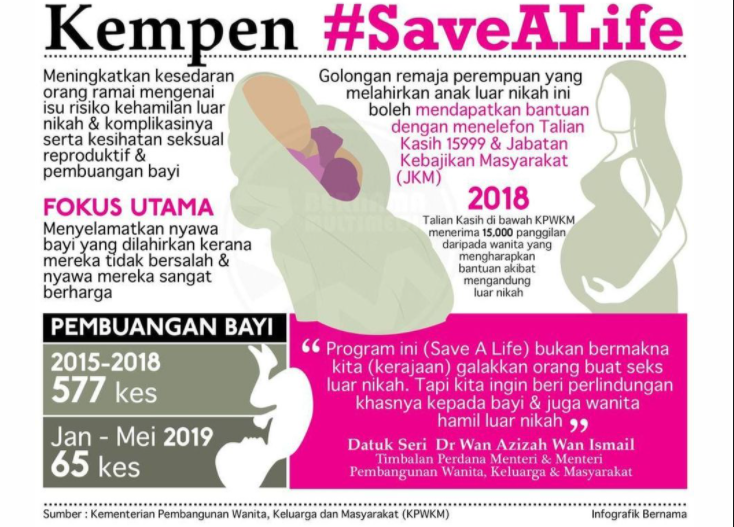 Kempen #SaveALife
Meningkatkan kesedaran
orang ramai mengenai
isu risiko kehamilan luar
nikah & komplikasinya
serta kesihatan seksual
reproduktif &
pembuangan bayi
FOKUS UTAMA
Menyelamatkan nyawa
bayi yang dilahirkan kerana
mereka tidak bersalah &
nyawa mereka sangat
berharga
Golongan remaja perempuan yang
melahirkan anak luar nikah ini
boleh mendapatkan bantuan
dengan menelefon Talian
Kasih 15999 & Jabatan
Kebajikan Masyarakat
(JKM)
2018
Talian Kasih di bawah KPWKM
menerima 15,000 panggilan
daripada wanita yang
mengharapkan
bantuan akibat
mengandung
luar nikah
PEMBUANGAN BAYI
2015-2018
577 kes
Jan - Mei 2019
65 kes
“ Program ini (Save A Life) bukan bermakna
kita (kerajaan) galakkan orang buat seks
luar nikah. Tapi kita ingin beri perlindungan
khasnya kepada bayi & juga wanita
hamil luar nikah ”
Datuk Seri Dr Wan Azizah Wan Ismail
Timbalan Perdana Menteri & Menteri
Pembangunan Wanita, Keluarga & Masyarakat
Sumber : Kementerian Pembangunan Wanita, Keluarga dan Masyarakat (KPWKM)
Infografik Bernama